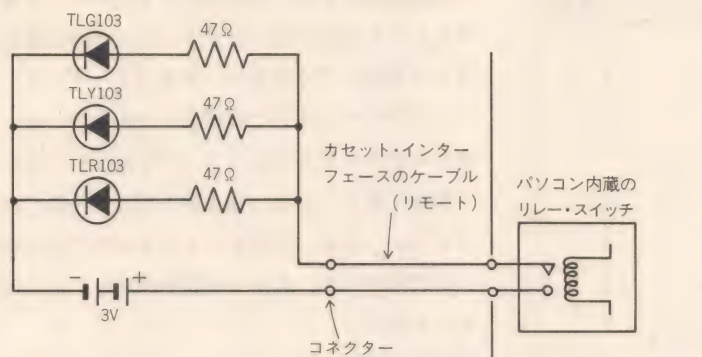 TLG103
47Ω
TLY103
47Ω
TLR103
47Ω
カセット・インター
フェースのケーブル
(リモート)
パソコン内蔵の
リレー・スイッチ
- +
3V
コネクター